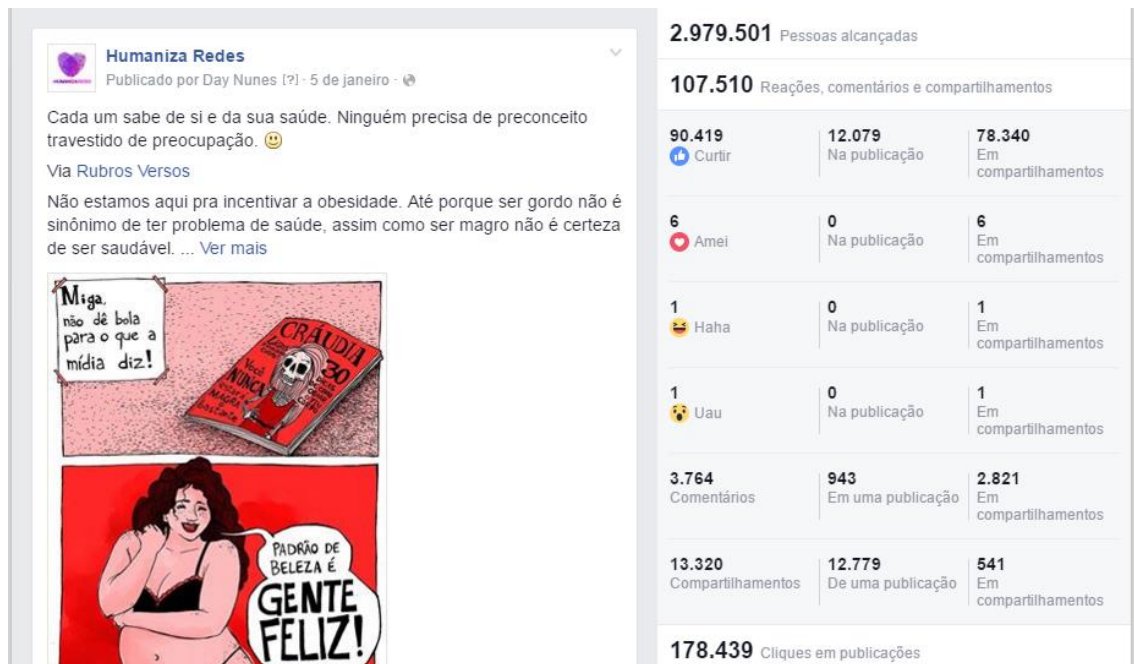 Humaniza Redes
Publicado por Day Nunes [?] · 5 de janeiro ·
Cada um sabe de si e da sua saúde. Ninguém precisa de preconceito
travestido de preocupação.
Via Rubros Versos
Não estamos aqui pra incentivar a obesidade. Até porque ser gordo não é
sinônimo de ter problema de saúde, assim como ser magro não é certeza
de ser saudável. ... Ver mais
Miga,
não dê bola
para o que a
mídia diz!
CRÁUDIA
30
Você
NUNCA
estará
MAGRA o
bastante
PADRÃO DE
BELEZA É
GENTE
FELIZ!
2.979.501 Pessoas alcançadas
107.510 Reações, comentários e compartilhamentos
90.419
Curtir
12.079
Na publicação
78.340
Em
compartilhamentos
6
Amei
0
Na publicação
6
Em
compartilhamentos
1
Haha
0
Na publicação
1
Em
compartilhamentos
1
Uau
0
Na publicação
1
Em
compartilhamentos
3.764
Comentários
943
Em uma publicação
2.821
Em
compartilhamentos
13.320
Compartilhamentos
12.779
De uma publicação
541
Em
compartilhamentos
178.439 Cliques em publicações